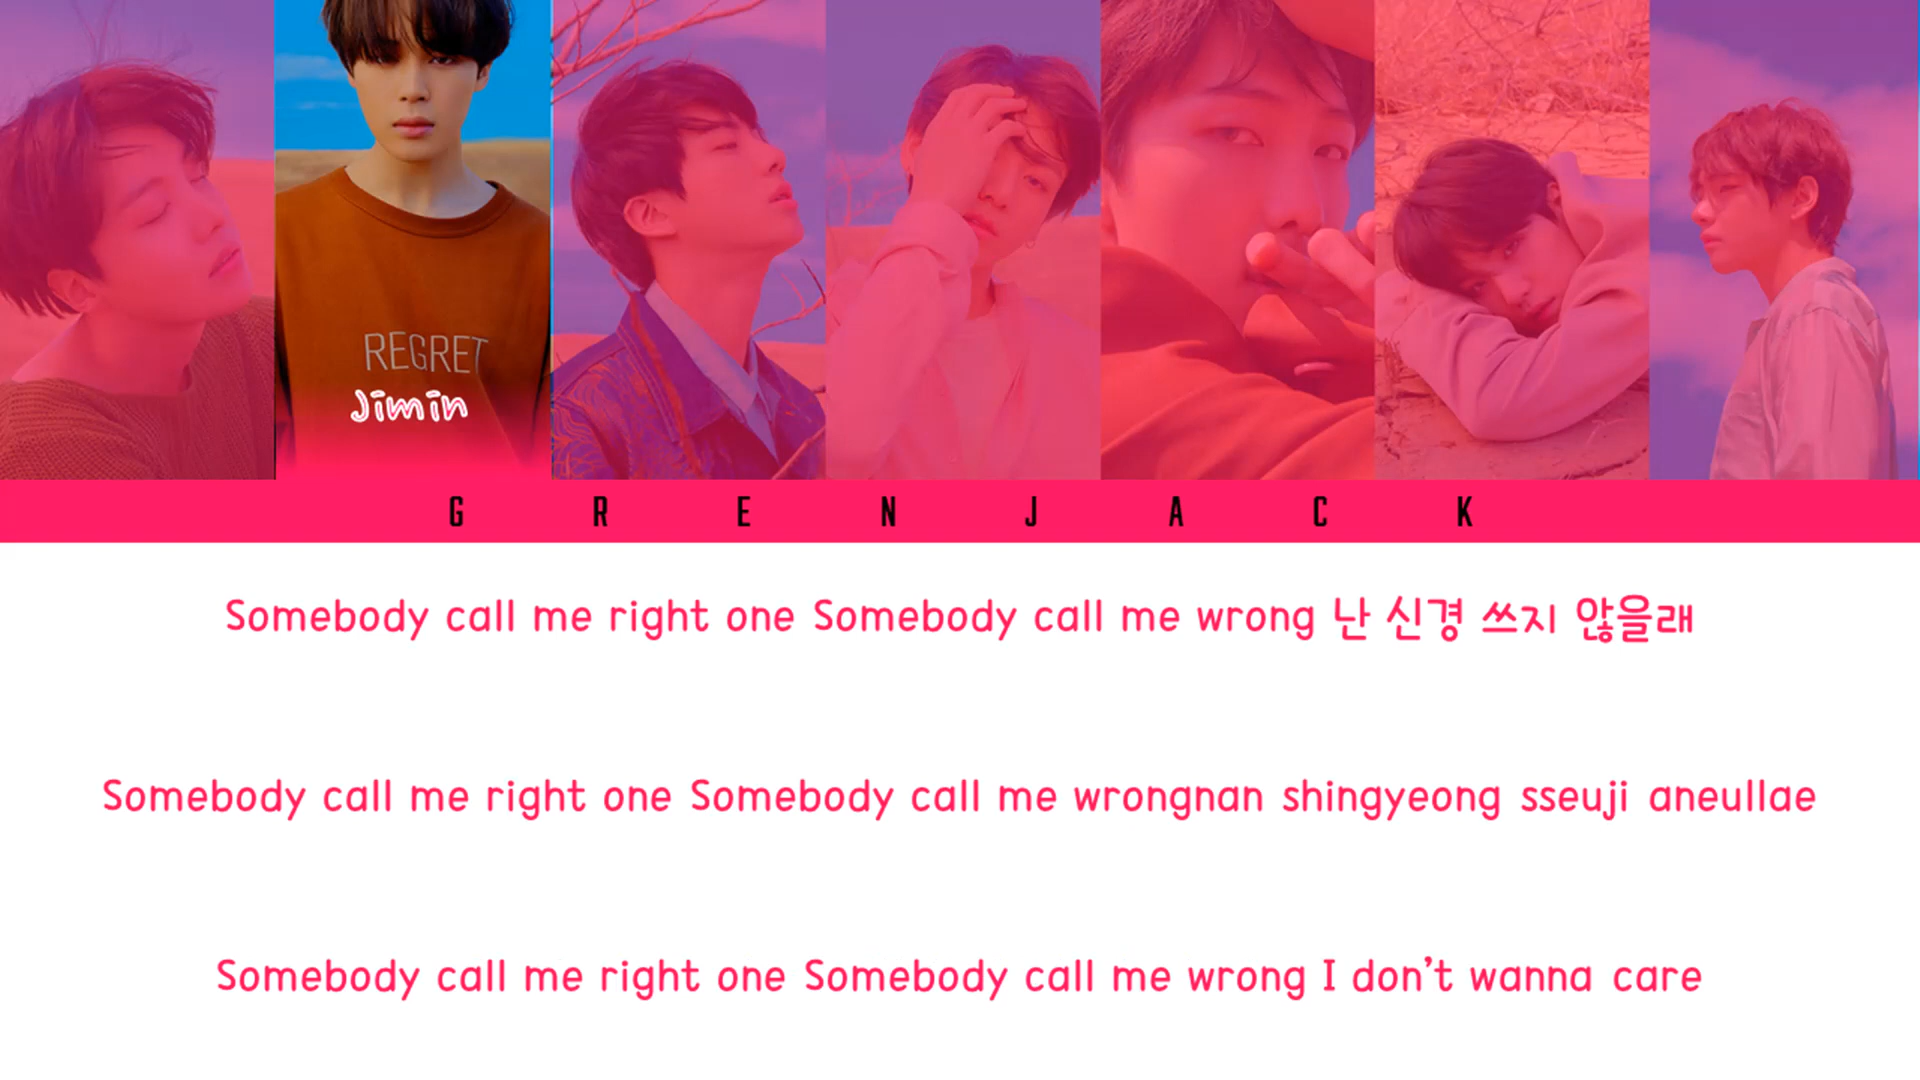 REGRET
Jimin
G R E N J A C K
Somebody call me right one Somebody call me wrong 난 신경 쓰지 않을래
Somebody call me right one Somebody call me wrongnan shingyeong sseuji aneullae
Somebody call me right one Somebody call me wrong I don't wanna care